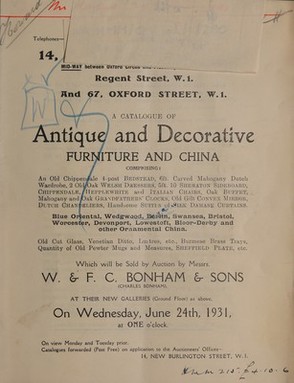 Telephones—
14,
MID-WAY between Oxford Circus and
Regent Street, W.1.
And 67, OXFORD STREET, W.1.
A CATALOGUE OF
Antique and Decorative
FURNITURE AND CHINA
(COMPRISING)
An Old Chippendale 4-post BEDSTEAD, 6ft. Carved Mahogany Dutch
Wardrobe, 2 Old Oak WELSH DRESSERS, 5ft. 10 SHERATON SIDEBOARD,
CHIPPENDALE, HEPPLEWHITE and ITALIAN CHAIRS, OAK BUFFET,
Mahogany and Oak GRANDFATHERS' CLOCKS, Old Gilt CONVEX MIRROR,
DUTCH CHANDELIERS, Handsome SUITES of SILK DAMASK CURTAINS,
Blue Oriental, Wedgwood, Derby, Swansea, Bristol,
Worcester, Devonport, Lowestoft, Bloor-Derby and
other Ornamental China.
Old Cut Glass, Venetian Ditto, Lustres, etc., Burmese Brass Trays,
Quantity of Old Pewter Mugs and Measures, SHEFFIELD PLATE, etc.
Which will be Sold by Auction by Messrs.
W. & F. C. BONHAM & SONS
(CHARLES BONHAM),
AT THEIR NEW GALLERIES (Ground Floor) as above,
On Wednesday, June 24th, 1931,
at ONE o'clock.
On view Monday and Tuesday prior.
Catalogues forwarded (Post Free) on application to the Auctioneers' Offices—
14, NEW BURLINGTON STREET, W.1.